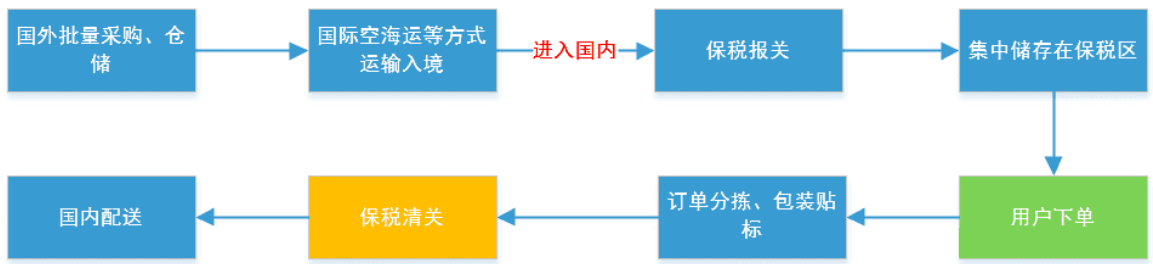 国外批量采购、仓
储
国际空海运等方式
运输入境
进入国内
保税报关
集中储存在保税区
用户下单
订单分拣、包装贴
标
保税清关
国内配送